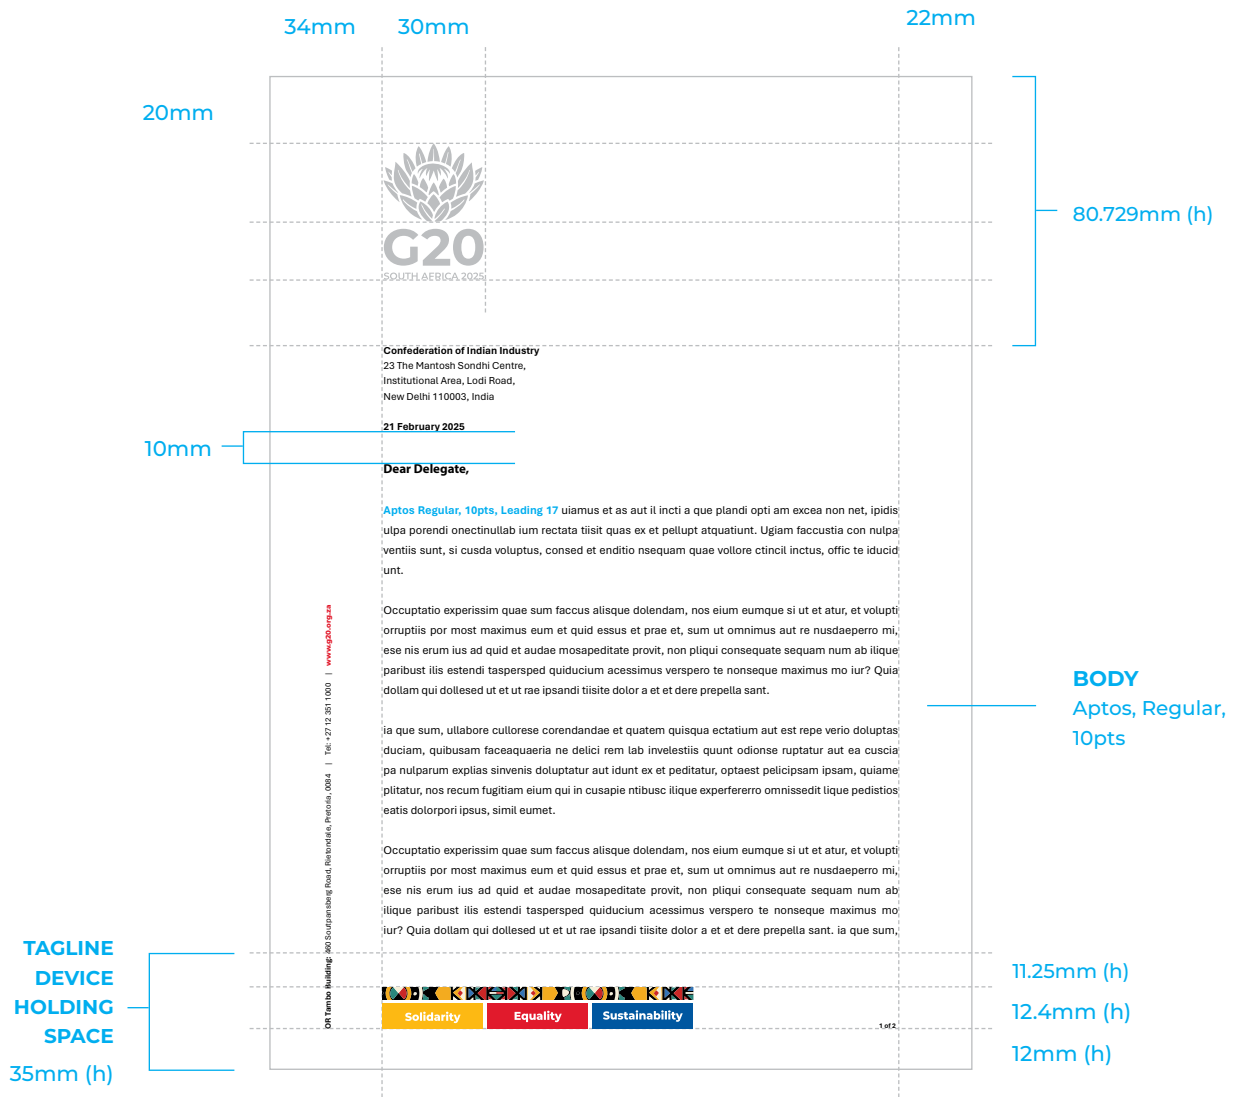 34mm
30mm
22mm
20mm
80.729mm (h)
G20
SOUTH AFRICA 2025
Confederation of Indian Industry
23 The Mantosh Sondhi Centre,
Institutional Area, Lodi Road,
New Delhi 110003, India
21 February 2025
10mm
Dear Delegate,
Aptos Regular, 10pts, Leading 17 uiamus et as aut il incti a que plandi opti am excea non net, ipidis
ulpa porendi onectinullab ium rectata tiisit quas ex et pellupt atquatiunt. Ugiam faccustia con nulpa
ventiis sunt, si cusda voluptus, consed et enditio nsequam quae vollore ctincil inctus, offic te iducid
unt.
Occuptatio experissim quae sum faccus alisque dolendam, nos eium eumque si ut et atur, et volupti
orruptiis por most maximus eum et quid essus et prae et, sum ut omnimus aut re nusdaeperro mi,
ese nis erum ius ad quid et audae mosapeditate provit, non pliqui consequate sequam num ab ilique
paribust ilis estendi taspersped quiducium acessimus verspero te nonseque maximus mo iur? Quia
dollam qui dollesed ut et ut rae ipsandi tiisite dolor a et et dere prepella sant.
ia que sum, ullabore cullorese corendandae et quatem quisqua ectatium aut est repe verio doluptas
duciam, quibusam faceaquaeria ne delici rem lab invelestiis quunt odionse ruptatur aut ea cuscia
pa nulparum explias sinvenis doluptatur aut idunt ex et peditatur, optaest pelicipsam ipsam, quiame
plitatur, nos recum fugitiam eium qui in cusapie ntibusc ilique experfererro omnissedit lique pedistios
eatis dolorpori ipsus, simil eumet.
Occuptatio experissim quae sum faccus alisque dolendam, nos eium eumque si ut et atur, et volupti
orruptiis por most maximus eum et quid essus et prae et, sum ut omnimus aut re nusdaeperro mi,
ese nis erum ius ad quid et audae mosapeditate provit, non pliqui consequate sequam num ab
ilique paribust ilis estendi taspersped quiducium acessimus verspero te nonseque maximus mo
iur? Quia dollam qui dollesed ut et ut rae ipsandi tiisite dolor a et et dere prepella sant. ia que sum,
OR Tambo Building: 460 Soutpansberg Road, Rietondale, Pretoria, 0084 | Tel: +27 12 351 1000 | www.g20.org.za
BODY
Aptos, Regular,
10pts
TAGLINE
DEVICE
HOLDING
SPACE
35mm (h)
11.25mm (h)
12.4mm (h)
12mm (h)
Solidarity
Equality
Sustainability
1 of 2